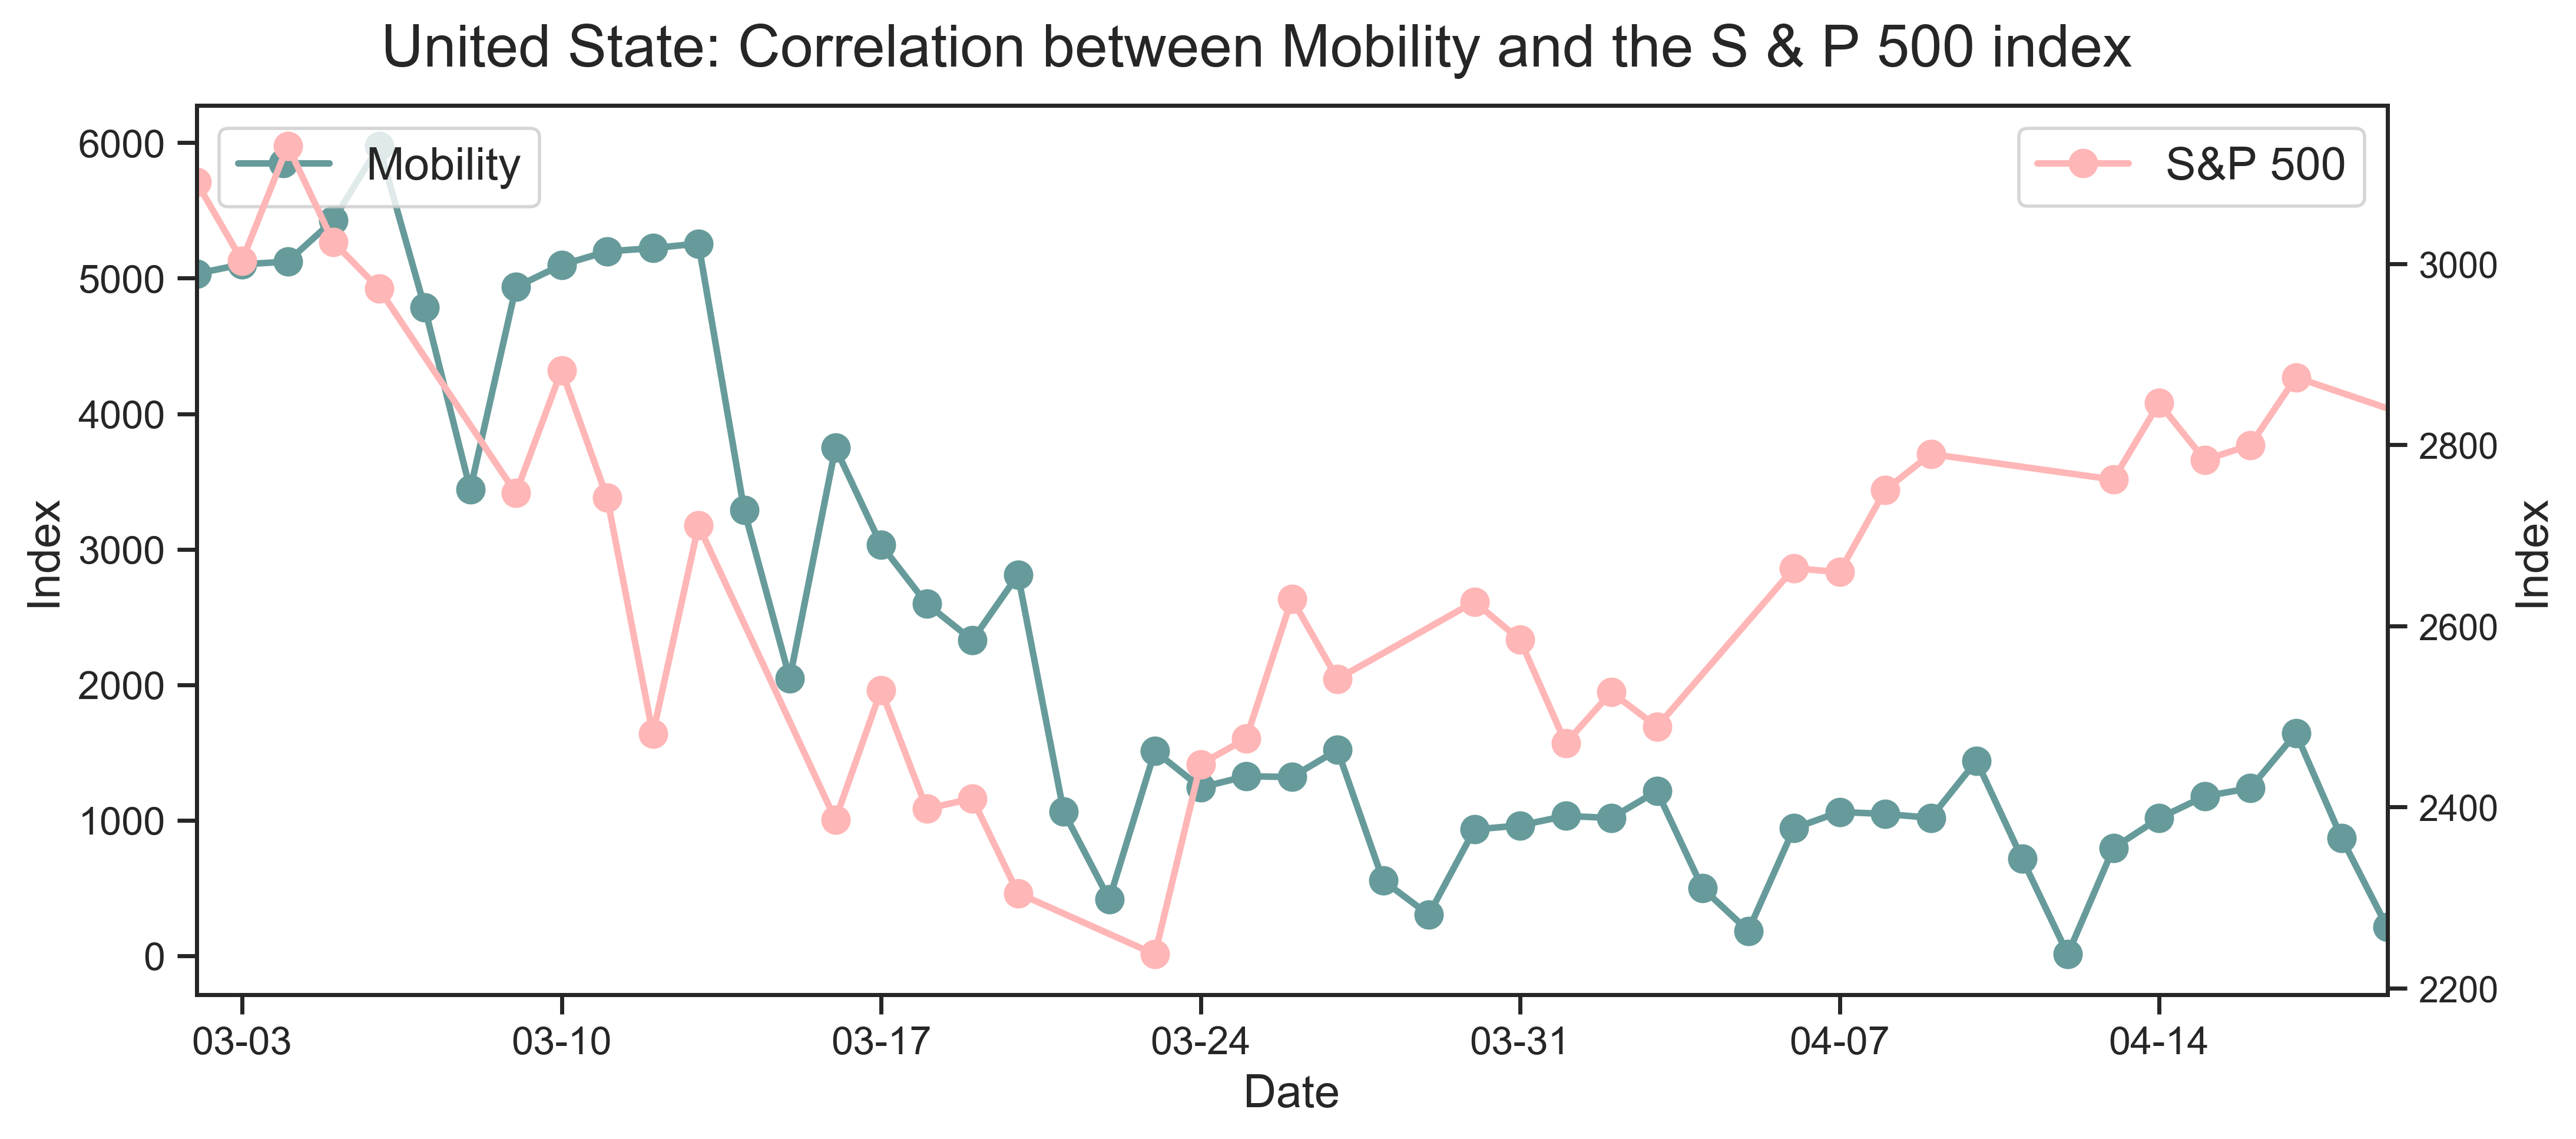 United State: Correlation between Mobility and the S & P 500 index
Mobility
S&P 500
6000
5000
4000
3000
2000
1000
0
Index
3000
2800
2600
2400
2200
Index
03-03 03-10 03-17 03-24 03-31 04-07 04-14
Date